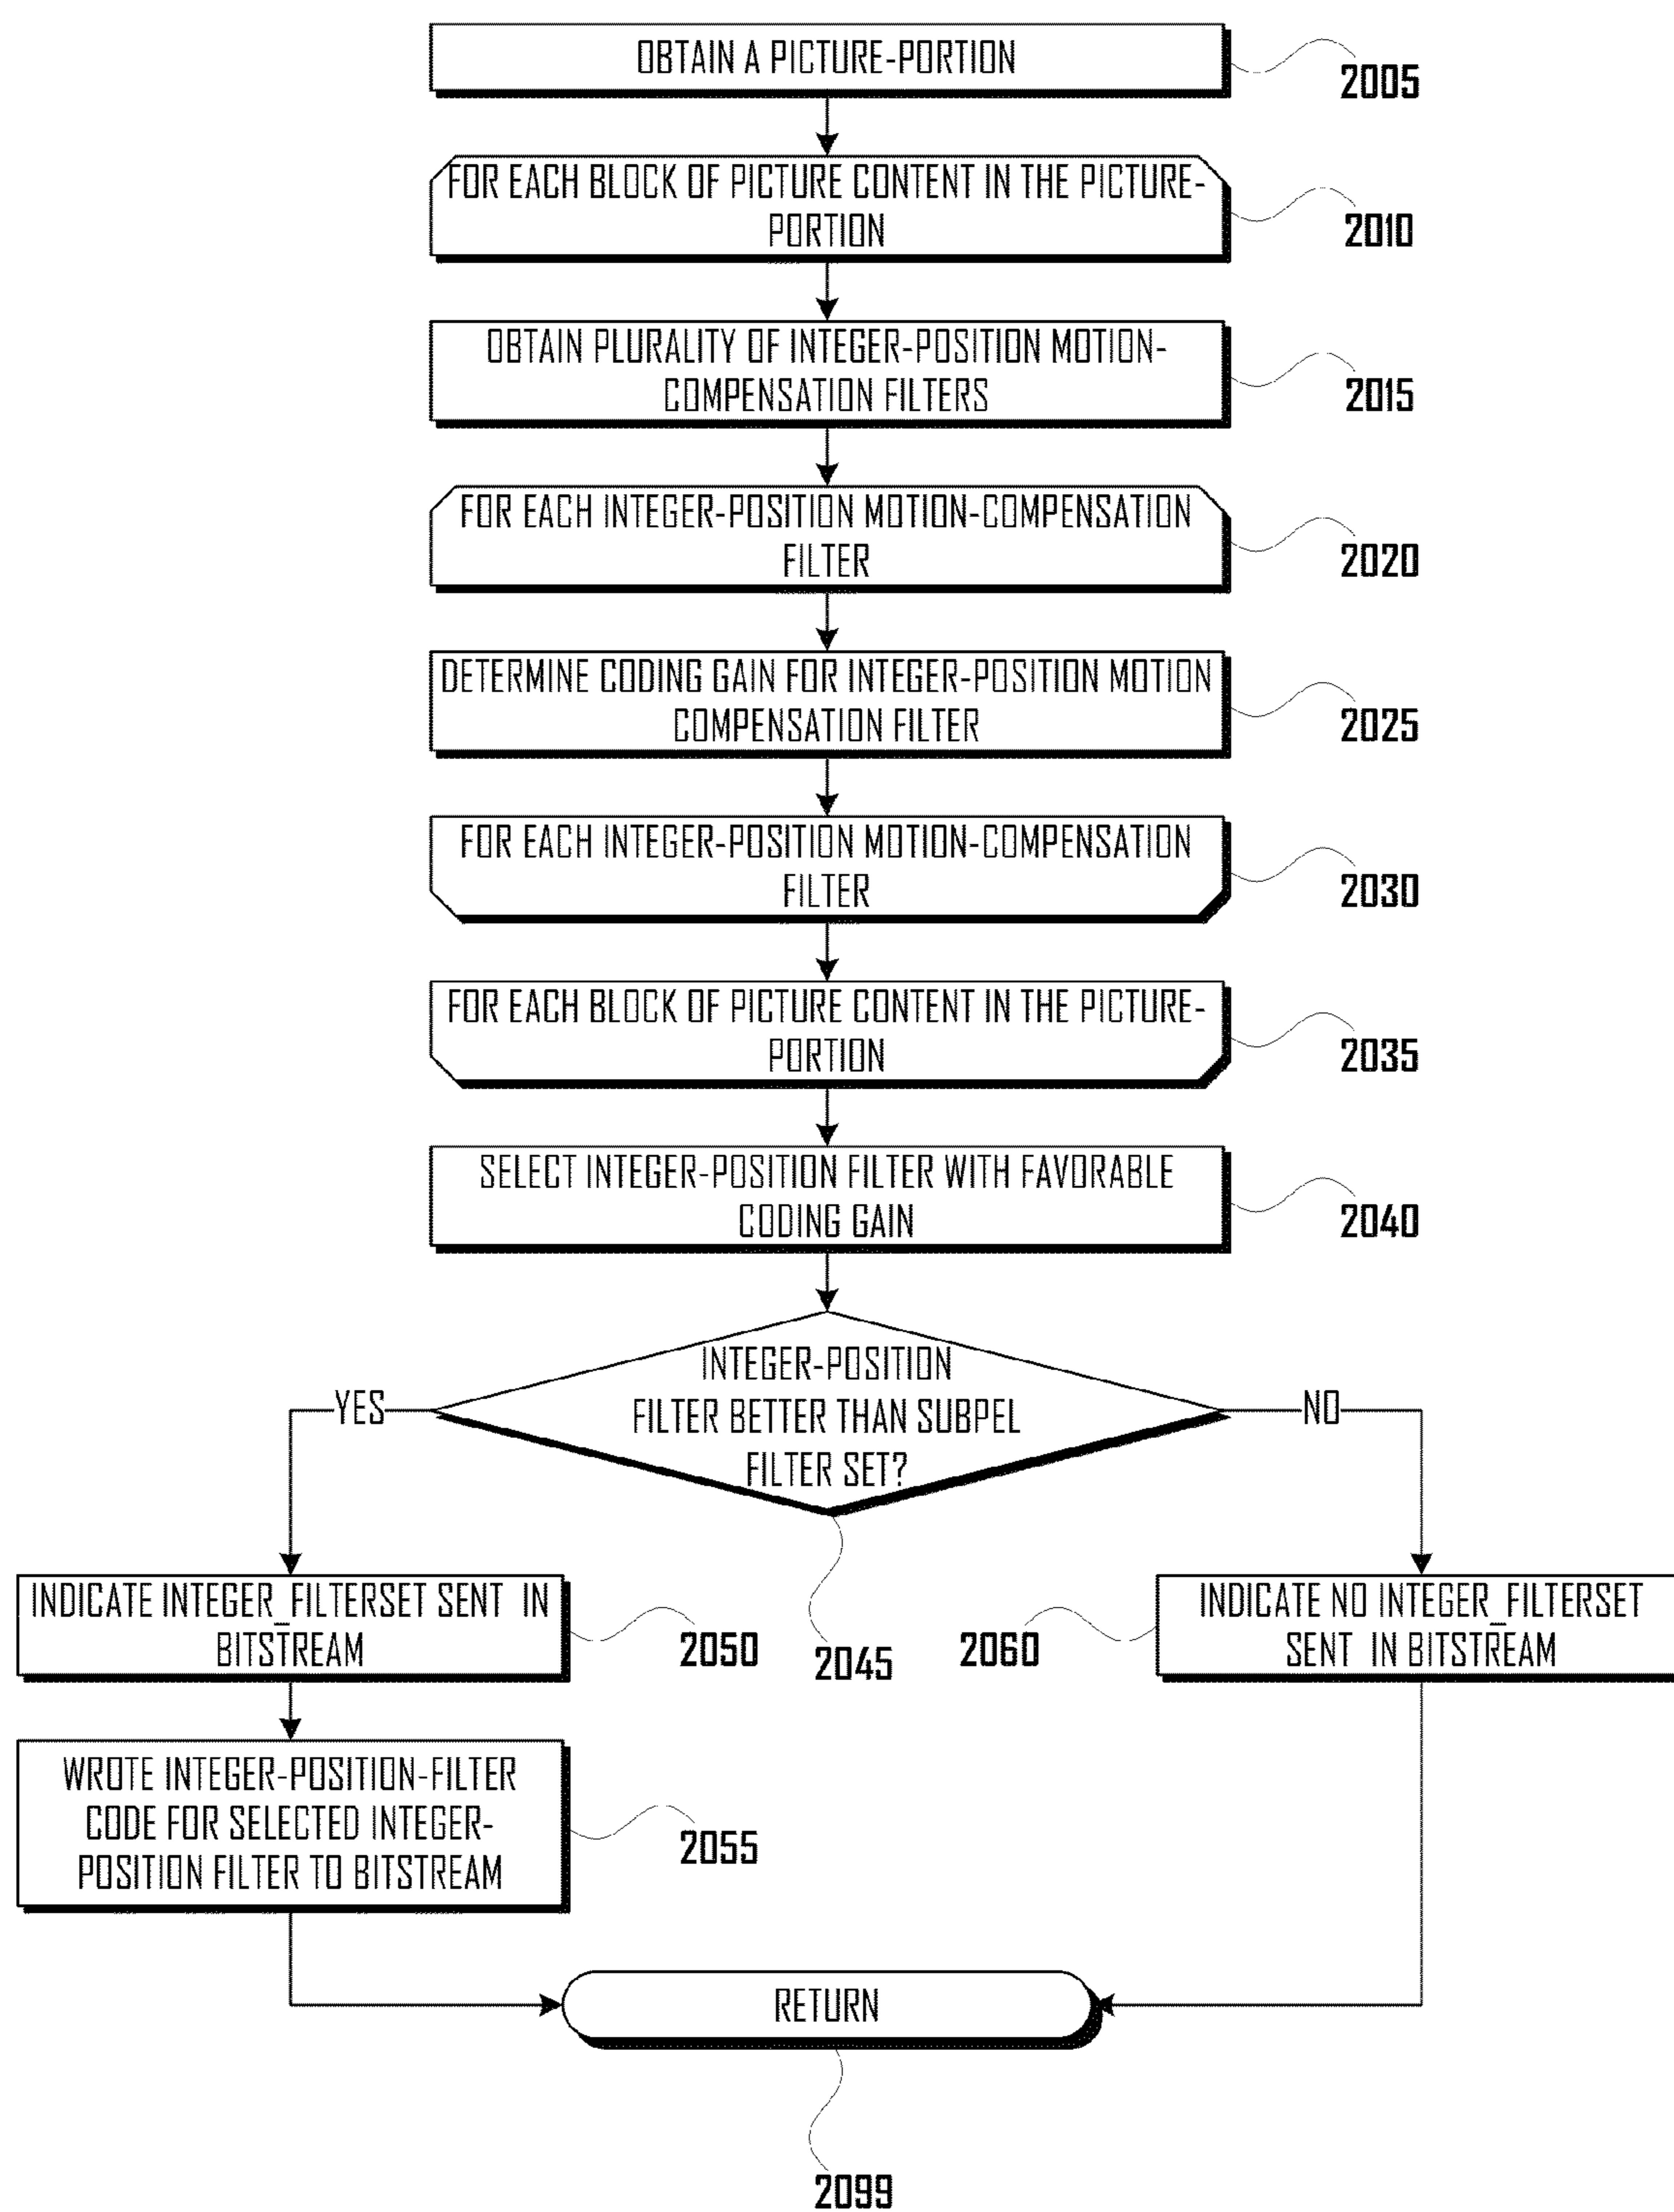 OBTAIN A PICTURE-PORTION
2005
FOR EACH BLOCK OF PICTURE CONTENT IN THE PICTURE-
PORTION
2010
OBTAIN PLURALITY OF INTEGER-POSITION MOTION-
COMPENSATION FILTERS
2015
FOR EACH INTEGER-POSITION MOTION-COMPENSATION
FILTER
2020
DETERMINE CODING GAIN FOR INTEGER-POSITION MOTION
COMPENSATION FILTER
2025
FOR EACH INTEGER-POSITION MOTION-COMPENSATION
FILTER
2030
FOR EACH BLOCK OF PICTURE CONTENT IN THE PICTURE-
PORTION
2035
SELECT INTEGER-POSITION FILTER WITH FAVORABLE
CODING GAIN
2040
INTEGER-POSITION
FILTER BETTER THAN SUBPEL
FILTER SET?
YES
NO
2045
INDICATE INTEGER_FILTERSET SENT IN
BITSTREAM
2050
2060
INDICATE NO INTEGER_FILTERSET
SENT IN BITSTREAM
WROTE INTEGER-POSITION-FILTER
CODE FOR SELECTED INTEGER-
POSITION FILTER TO BITSTREAM
2055
RETURN
2099